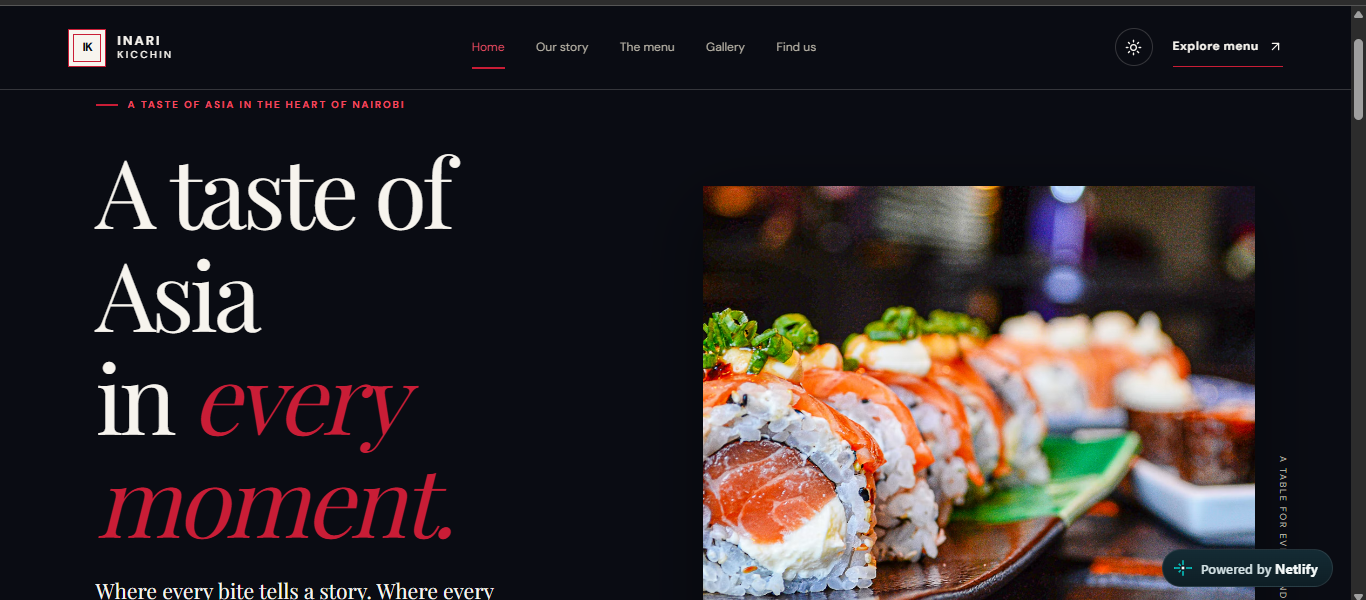 IK
INARI
KICCHIN
Home
Our story
The menu
Gallery
Find us
Explore menu
A TASTE OF ASIA IN THE HEART OF NAIROBI
A taste of
Asia
in every
moment.
Where every bite tells a story. Where every
A TABLE FOR
Powered by Netlify